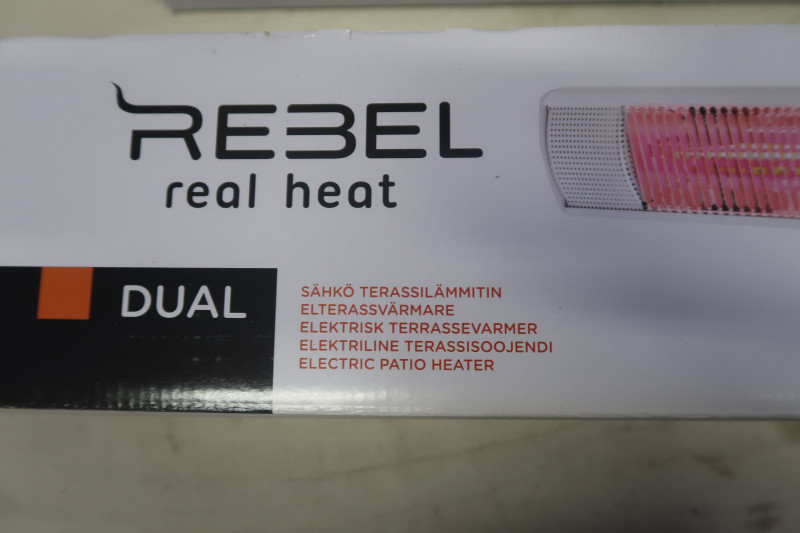 REBEL
real heat
DUAL
SÄHKÖ TERASSILÄMMITIN
ELTERASSVÄRMARE
ELEKTRISK TERRASSEVARMER
ELEKTRILINE TERASSISOOJENDI
ELECTRIC PATIO HEATER